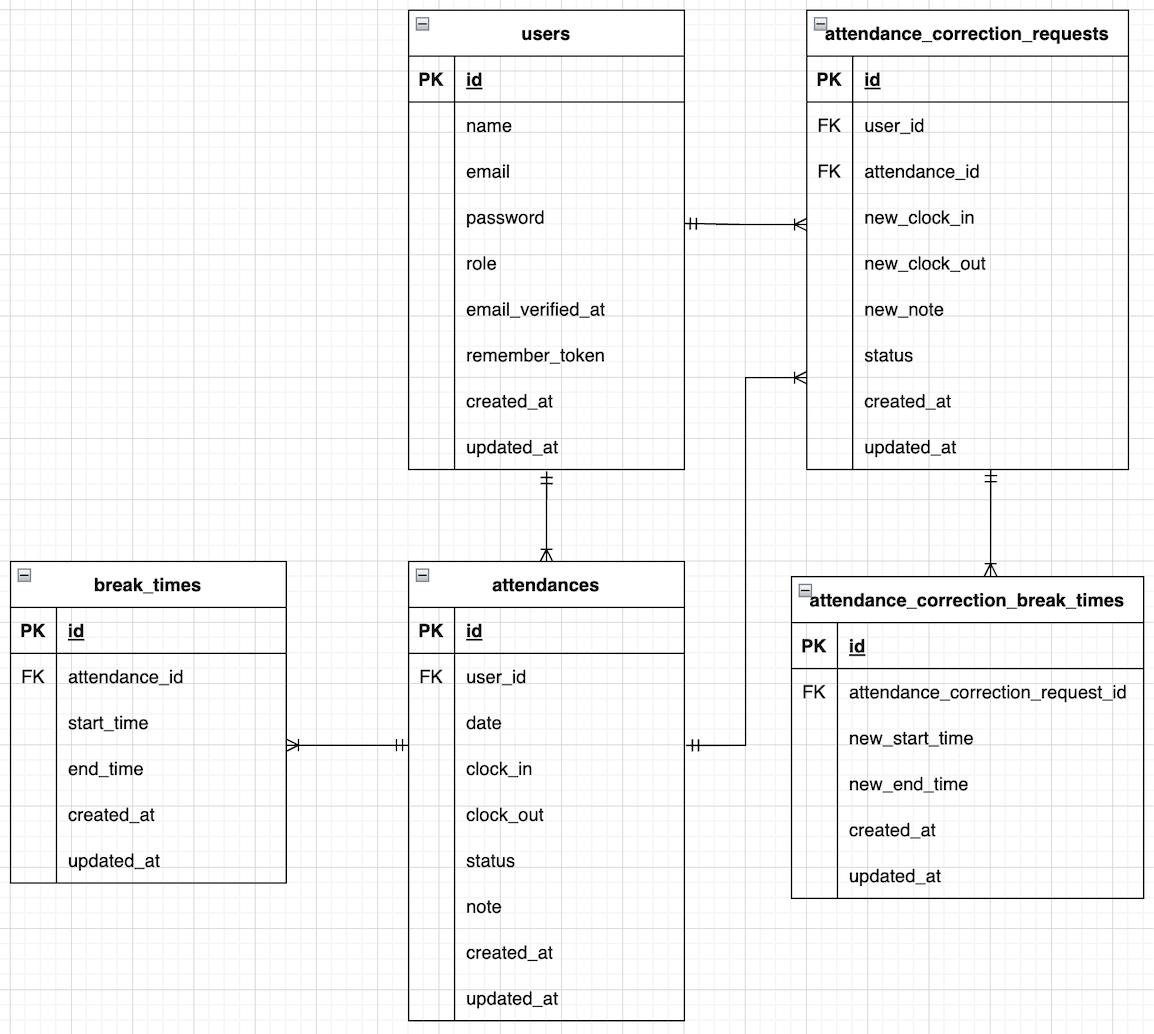 users
PK id
name
email
password
role
email_verified_at
remember_token
created_at
updated_at
attendance_correction_requests
PK id
FK user_id
FK attendance_id
new_clock_in
new_clock_out
new_note
status
created_at
updated_at
break_times
PK id
FK attendance_id
start_time
end_time
created_at
updated_at
attendances
PK id
FK user_id
date
clock_in
clock_out
status
note
created_at
updated_at
attendance_correction_break_times
PK id
FK attendance_correction_request_id
new_start_time
new_end_time
created_at
updated_at